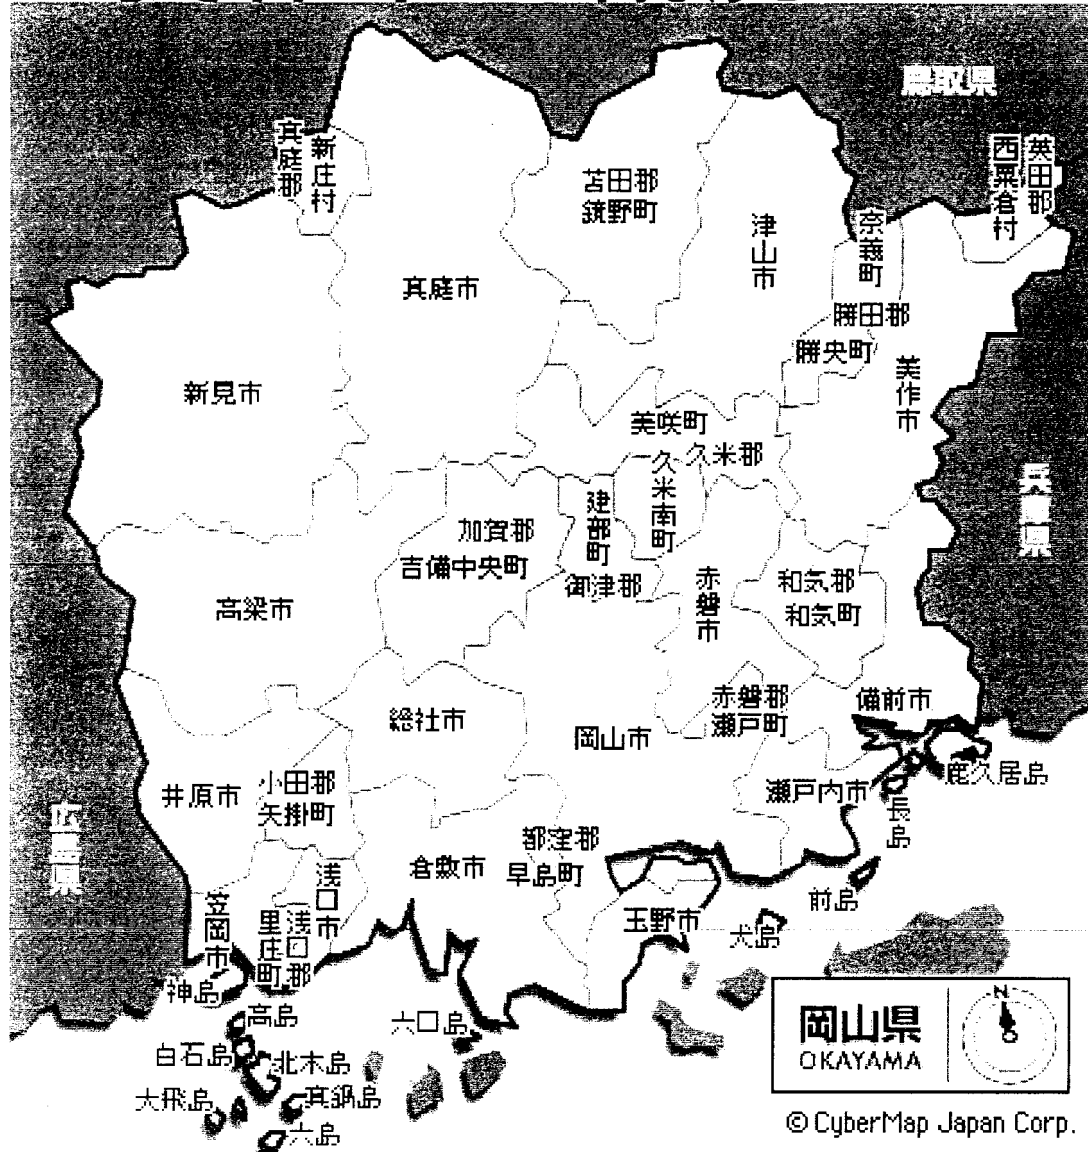 鳥取県
真庭郡
新庄村
苫田郡
鏡野町
津山市
奈義町
西粟倉村
英田郡
真庭市
勝田郡
勝央町
美作市
新見市
美咲町
久米郡
久米南町
兵庫県
建部町
御津郡
加賀郡
吉備中央町
赤磐市
和気郡
和気町
高梁市
赤磐郡
瀬戸町
備前市
総社市
岡山市
鹿久居島
瀬戸内市
長島
井原市
小田郡
矢掛町
広島県
都窪郡
早島町
倉敷市
浅口市
前島
笠岡市
里庄町
浅口郡
玉野市
犬島
神島
高島
六口島
白石島
北木島
大飛島
真鍋島
六島
岡山県
OKAYAMA
N
© CyberMap Japan Corp.